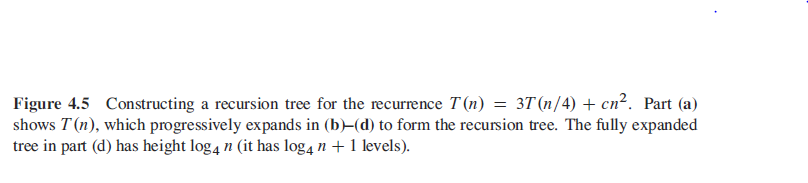 Figure 4.5 Constructing a recursion tree for the recurrence T(n) = 3T(n/4) + cn². Part (a)
shows T(n), which progressively expands in (b)–(d) to form the recursion tree. The fully expanded
tree in part (d) has height log₄ n (it has log₄ n + 1 levels).